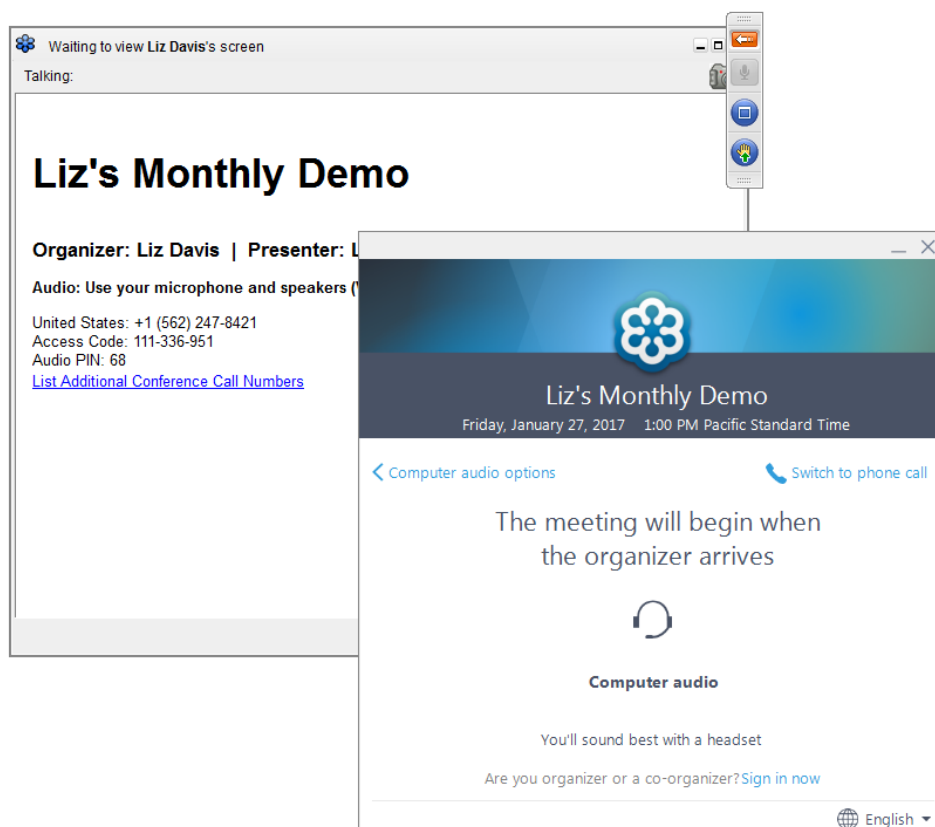 Waiting to view Liz Davis's screen
Talking:
Liz's Monthly Demo
Organizer: Liz Davis | Presenter: L
Audio: Use your microphone and speakers (
United States: +1 (562) 247-8421
Access Code: 111-336-951
Audio PIN: 68
List Additional Conference Call Numbers
Liz's Monthly Demo
Friday, January 27, 2017 1:00 PM Pacific Standard Time
Computer audio options
Switch to phone call
The meeting will begin when
the organizer arrives
Computer audio
You'll sound best with a headset
Are you organizer or a co-organizer? Sign in now
English